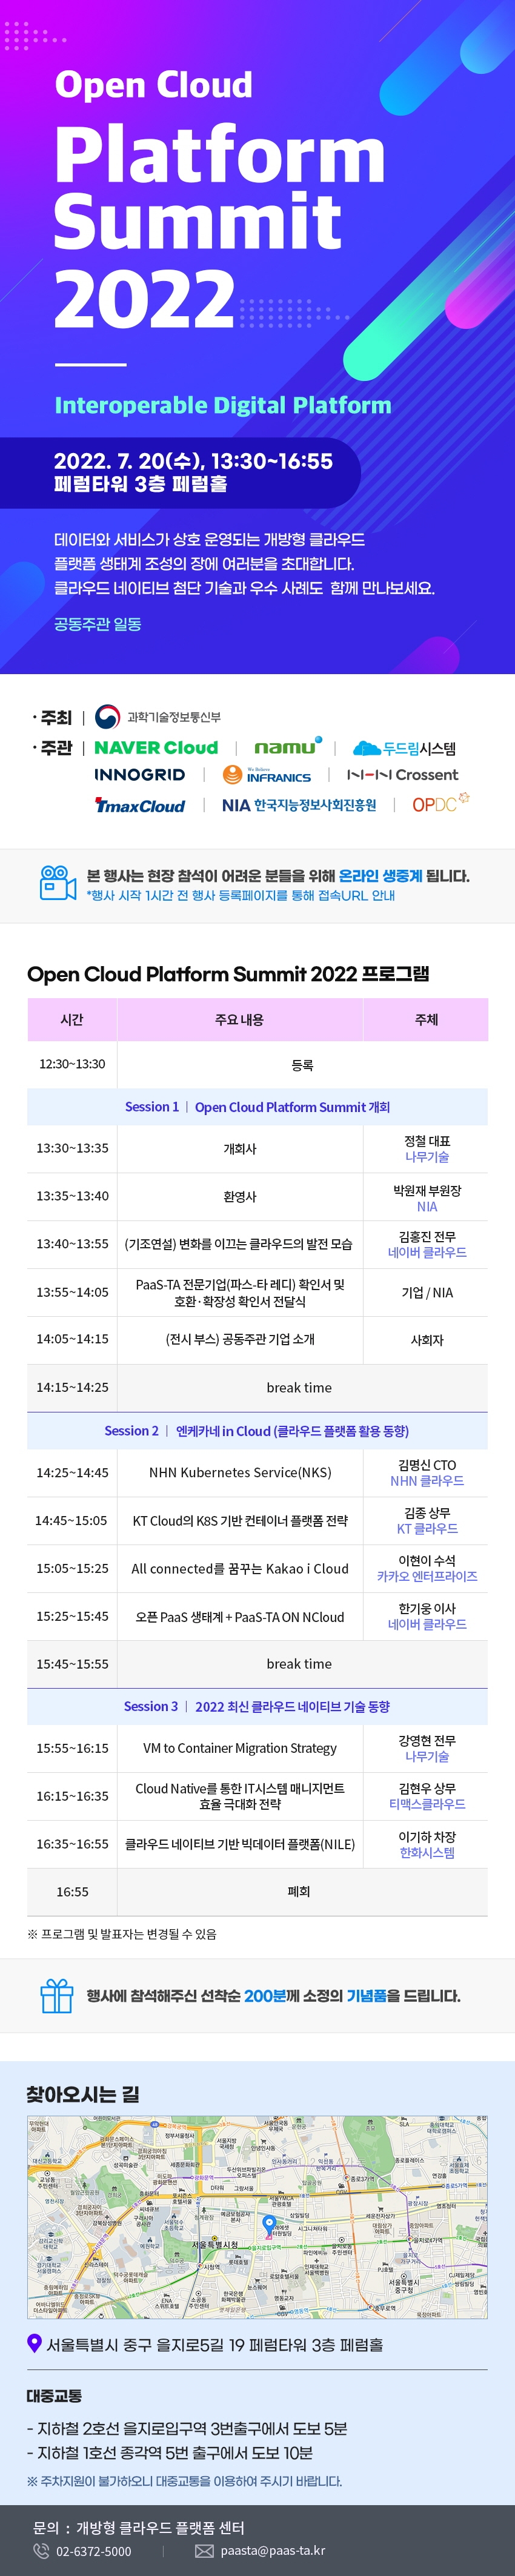 Open Cloud
Platform
Summit
2022
Interoperable Digital Platform
2022. 7. 20(수), 13:30~16:55
페럼타워 3층 페럼홀
데이터와 서비스가 상호 운영되는 개방형 클라우드
플랫폼 생태계 조성의 장에 여러분을 초대합니다.
클라우드 네이티브 첨단 기술과 우수 사례도 함께 만나보세요.
공동주관 일동
· 주최 | 과학기술정보통신부
· 주관 | NAVER Cloud | namu | 두드림시스템
INNOGRID | We Believe INFRANICS | Crossent
TmaxCloud | NIA 한국지능정보사회진흥원 | OPDC
본 행사는 현장 참석이 어려운 분들을 위해 온라인 생중계 됩니다.
*행사 시작 1시간 전 행사 등록페이지를 통해 접속URL 안내
Open Cloud Platform Summit 2022 프로그램
시간 주요 내용 주체
12:30~13:30 등록
Session 1 | Open Cloud Platform Summit 개회
13:30~13:35 개회사 정철 대표
나무기술
13:35~13:40 환영사 박원재 부원장
NIA
13:40~13:55 (기조연설) 변화를 이끄는 클라우드의 발전 모습 김홍진 전무
네이버 클라우드
13:55~14:05 PaaS-TA 전문기업(파스-타 레디) 확인서 및
호환·확장성 확인서 전달식 기업 / NIA
14:05~14:15 (전시 부스) 공동주관 기업 소개 사회자
14:15~14:25 break time
Session 2 | 엔케카네 in Cloud (클라우드 플랫폼 활용 동향)
14:25~14:45 NHN Kubernetes Service(NKS) 김명신 CTO
NHN 클라우드
14:45~15:05 KT Cloud의 K8S 기반 컨테이너 플랫폼 전략 김종 상무
KT 클라우드
15:05~15:25 All connected를 꿈꾸는 Kakao i Cloud 이현이 수석
카카오 엔터프라이즈
15:25~15:45 오픈 PaaS 생태계 + PaaS-TA ON NCloud 한기웅 이사
네이버 클라우드
15:45~15:55 break time
Session 3 | 2022 최신 클라우드 네이티브 기술 동향
15:55~16:15 VM to Container Migration Strategy 강영현 전무
나무기술
16:15~16:35 Cloud Native를 통한 IT시스템 매니지먼트
효율 극대화 전략 김현우 상무
티맥스클라우드
16:35~16:55 클라우드 네이티브 기반 빅데이터 플랫폼(NILE) 이기하 차장
한화시스템
16:55 폐회
※ 프로그램 및 발표자는 변경될 수 있음
행사에 참석해주신 선착순 200분께 소정의 기념품을 드립니다.
찾아오시는 길
서울특별시청
서울특별시 중구 을지로5길 19 페럼타워 3층 페럼홀
대중교통
- 지하철 2호선 을지로입구역 3번출구에서 도보 5분
- 지하철 1호선 종각역 5번 출구에서 도보 10분
※ 주차지원이 불가하오니 대중교통을 이용하여 주시기 바랍니다.
문의 : 개방형 클라우드 플랫폼 센터
02-6372-5000 | paasta@paas-ta.kr